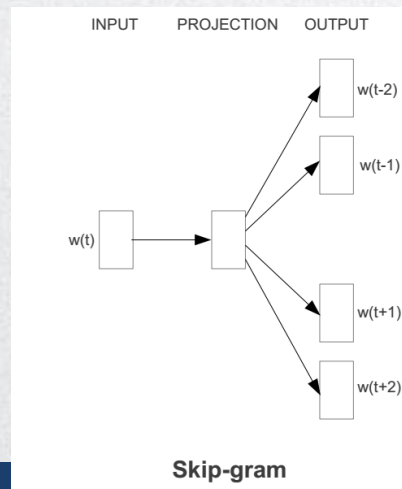 INPUT PROJECTION OUTPUT
w(t-2)
w(t-1)
w(t)
w(t+1)
w(t+2)
Skip-gram